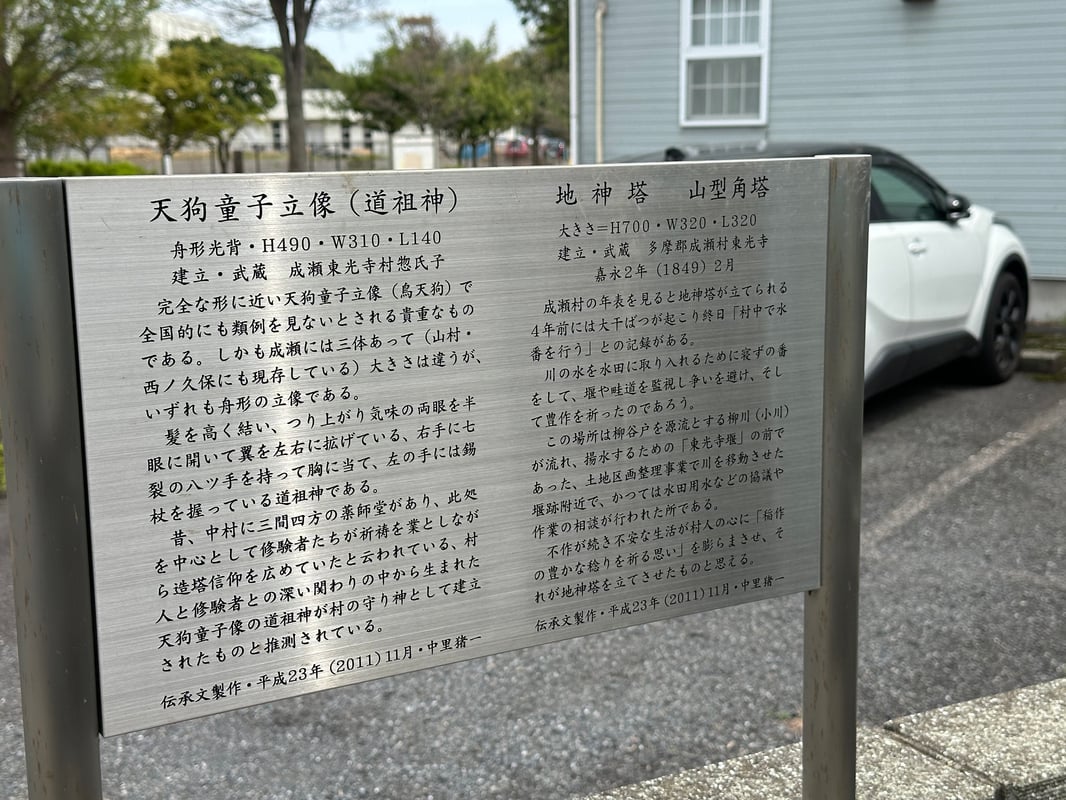 天狗童子立像（道祖神）
舟形光背・H490・W310・L140
建立・武蔵　成瀬東光寺村惣氏子
完全な形に近い天狗童子立像（烏天狗）で
全国的にも類例を見ないとされる貴重なもの
である。しかも成瀬には三体あって（山村・
西ノ久保にも現存している）大きさは違うが、
いずれも舟形の立像である。
髪を高く結い、つり上がり気味の両眼を半
眼に開いて翼を左右に拡げている、右手に七
裂の八ツ手を持って胸に当て、左の手には錫
杖を握っている道祖神である。
昔、中村に三間四方の薬師堂があり、此処
を中心として修験者たちが祈祷を業としなが
ら造塔信仰を広めていたと云われている、村
人と修験者との深い関わりの中から生まれた
天狗童子像の道祖神が村の守り神として建立
されたものと推測されている。
伝承文製作・平成23年（2011）11月・中里猪一
地神塔　山型角塔
大きさ＝H700・W320・L320
建立・武蔵　多摩郡成瀬村東光寺
嘉永2年（1849）2月
成瀬村の年表を見ると地神塔が立てられる
4年前には大干ばつが起こり終日「村中で水
番を行う」との記録がある。
川の水を水田に取り入れるために寝ずの番
をして、堰や畦道を監視し争いを避け、そし
て豊作を祈ったのであろう。
この場所は柳谷戸を源流とする柳川（小川）
が流れ、揚水するための「東光寺堰」の前で
あった、土地区画整理事業で川を移動させた
堰跡附近で、かつては水田用水などの協議や
作業の相談が行われた所である。
不作が続き不安な生活が村人の心に「稲作
の豊かな稔りを祈る思い」を膨らまさせ、そ
れが地神塔を立てさせたものと思える。
伝承文製作・平成23年（2011）11月・中里猪一